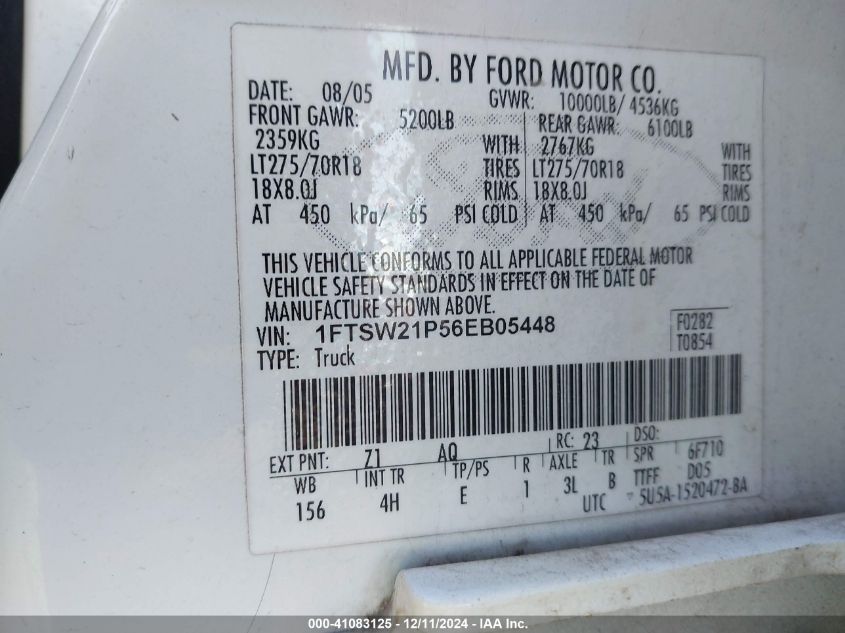 MFD. BY FORD MOTOR CO.
DATE: 08/05 GVWR: 10000LB/ 4536KG
FRONT GAWR: 5200LB REAR GAWR: 6100LB
2359KG WITH 2767KG WITH
LT275/70R18 TIRES LT275/70R18 TIRES
18X8.0J RIMS 18X8.0J RIMS
AT 450 kPa/ 65 PSI COLD AT 450 kPa/ 65 PSI COLD
THIS VEHICLE CONFORMS TO ALL APPLICABLE FEDERAL MOTOR
VEHICLE SAFETY STANDARDS IN EFFECT ON THE DATE OF
MANUFACTURE SHOWN ABOVE.
VIN: 1FTSW21P56EB05448 F0282
TYPE: Truck T0854
EXT PNT: Z1 AQ RC: 23 DSO:
WB INT TR TP/PS R AXLE TR SPR 6F710
156 4H E 1 3L B TTFF D05
UTC 5U5A-1520472-BA
000-41083125 - 12/11/2024 - IAA Inc.